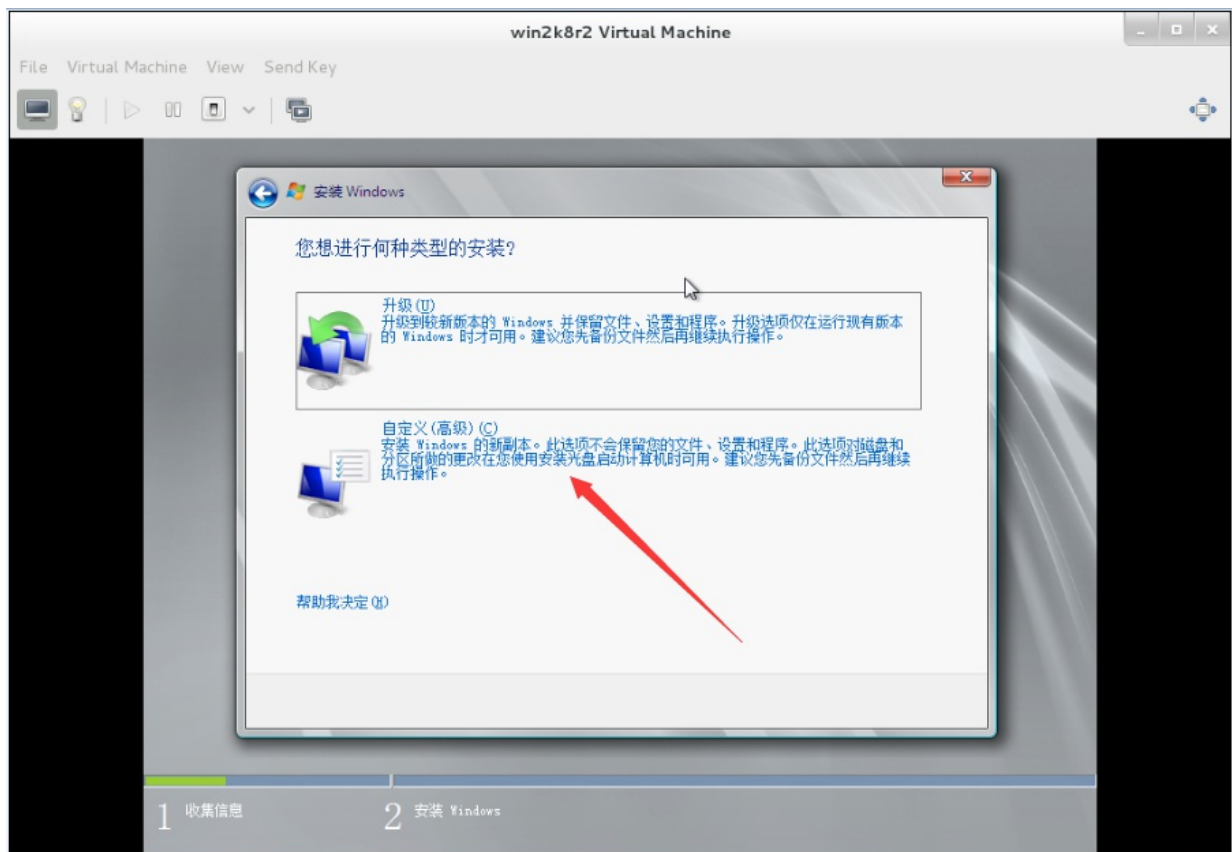 win2k8r2 Virtual Machine
File Virtual Machine View Send Key
安装 Windows
您想进行何种类型的安装?
升级(U)
升级到较新版本的 Windows 并保留文件、设置和程序。升级选项仅在运行现有版本
的 Windows 时才可用。建议您先备份文件然后再继续执行操作。
自定义(高级)(C)
安装 Windows 的新副本。此选项不会保留您的文件、设置和程序。此选项对磁盘和
分区所做的更改在您使用安装光盘启动计算机时可用。建议您先备份文件然后再继续
执行操作。
帮助我决定(H)
1 收集信息
2 安装 Windows